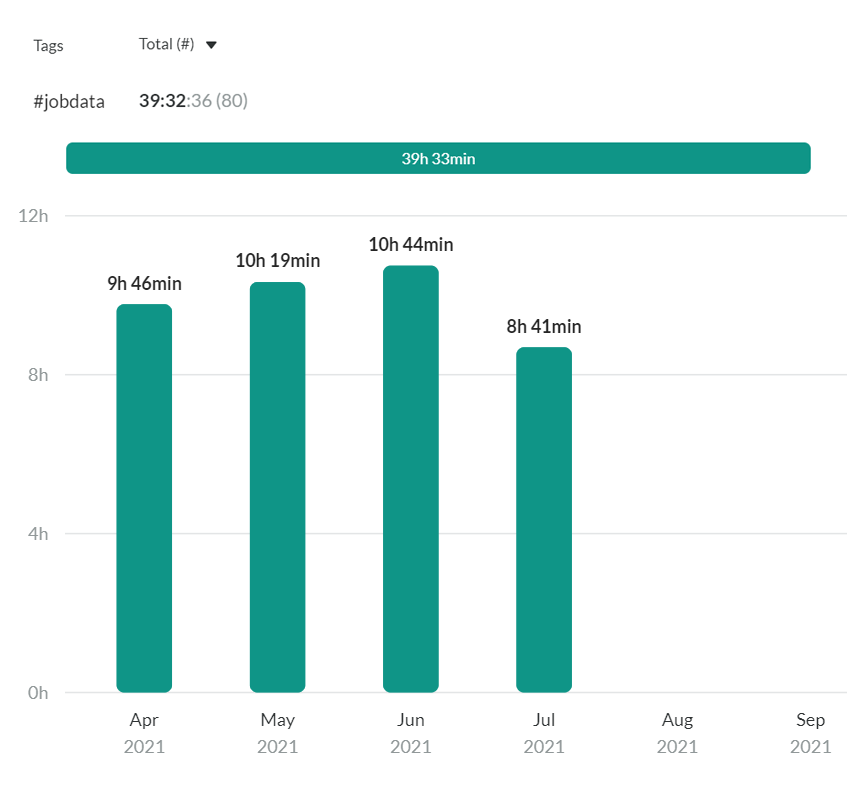 Tags Total (#)
#jobdata 39:32:36 (80)
39h 33min
12h
10h 44min
10h 19min
9h 46min
8h 41min
8h
4h
0h
Apr May Jun Jul Aug Sep
2021 2021 2021 2021 2021 2021